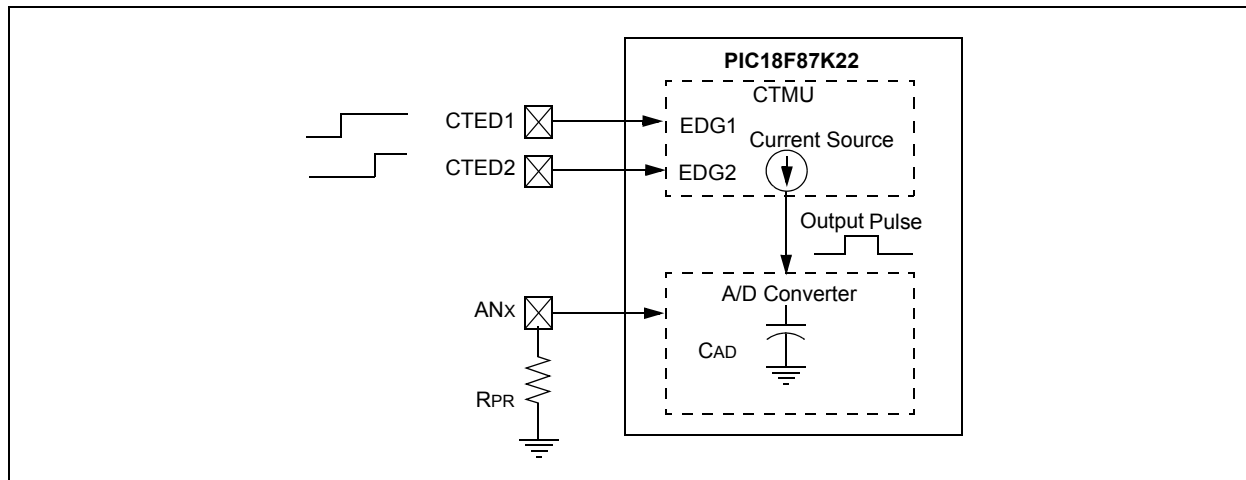 PIC18F87K22
CTMU
CTED1
EDG1
Current Source
CTED2
EDG2
Output Pulse
ANX
A/D Converter
CAD
RPR